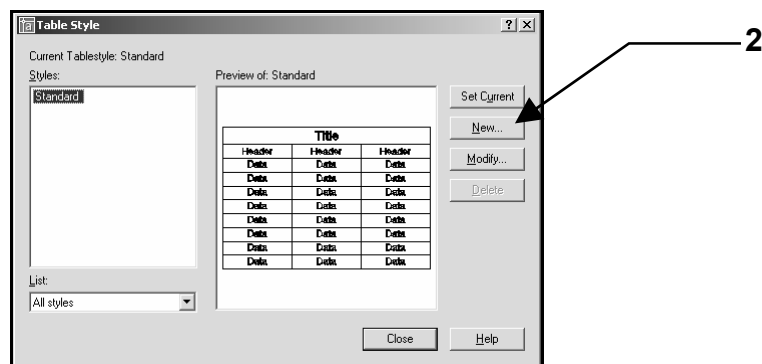 Table Style
2
Current Tablestyle: Standard
Styles:
Preview of: Standard
Standard
Set Current
New...
Modify...
Delete
Title
Header Header Header
Data Data Data
Data Data Data
Data Data Data
Data Data Data
Data Data Data
Data Data Data
Data Data Data
Data Data Data
List:
All styles
Close
Help